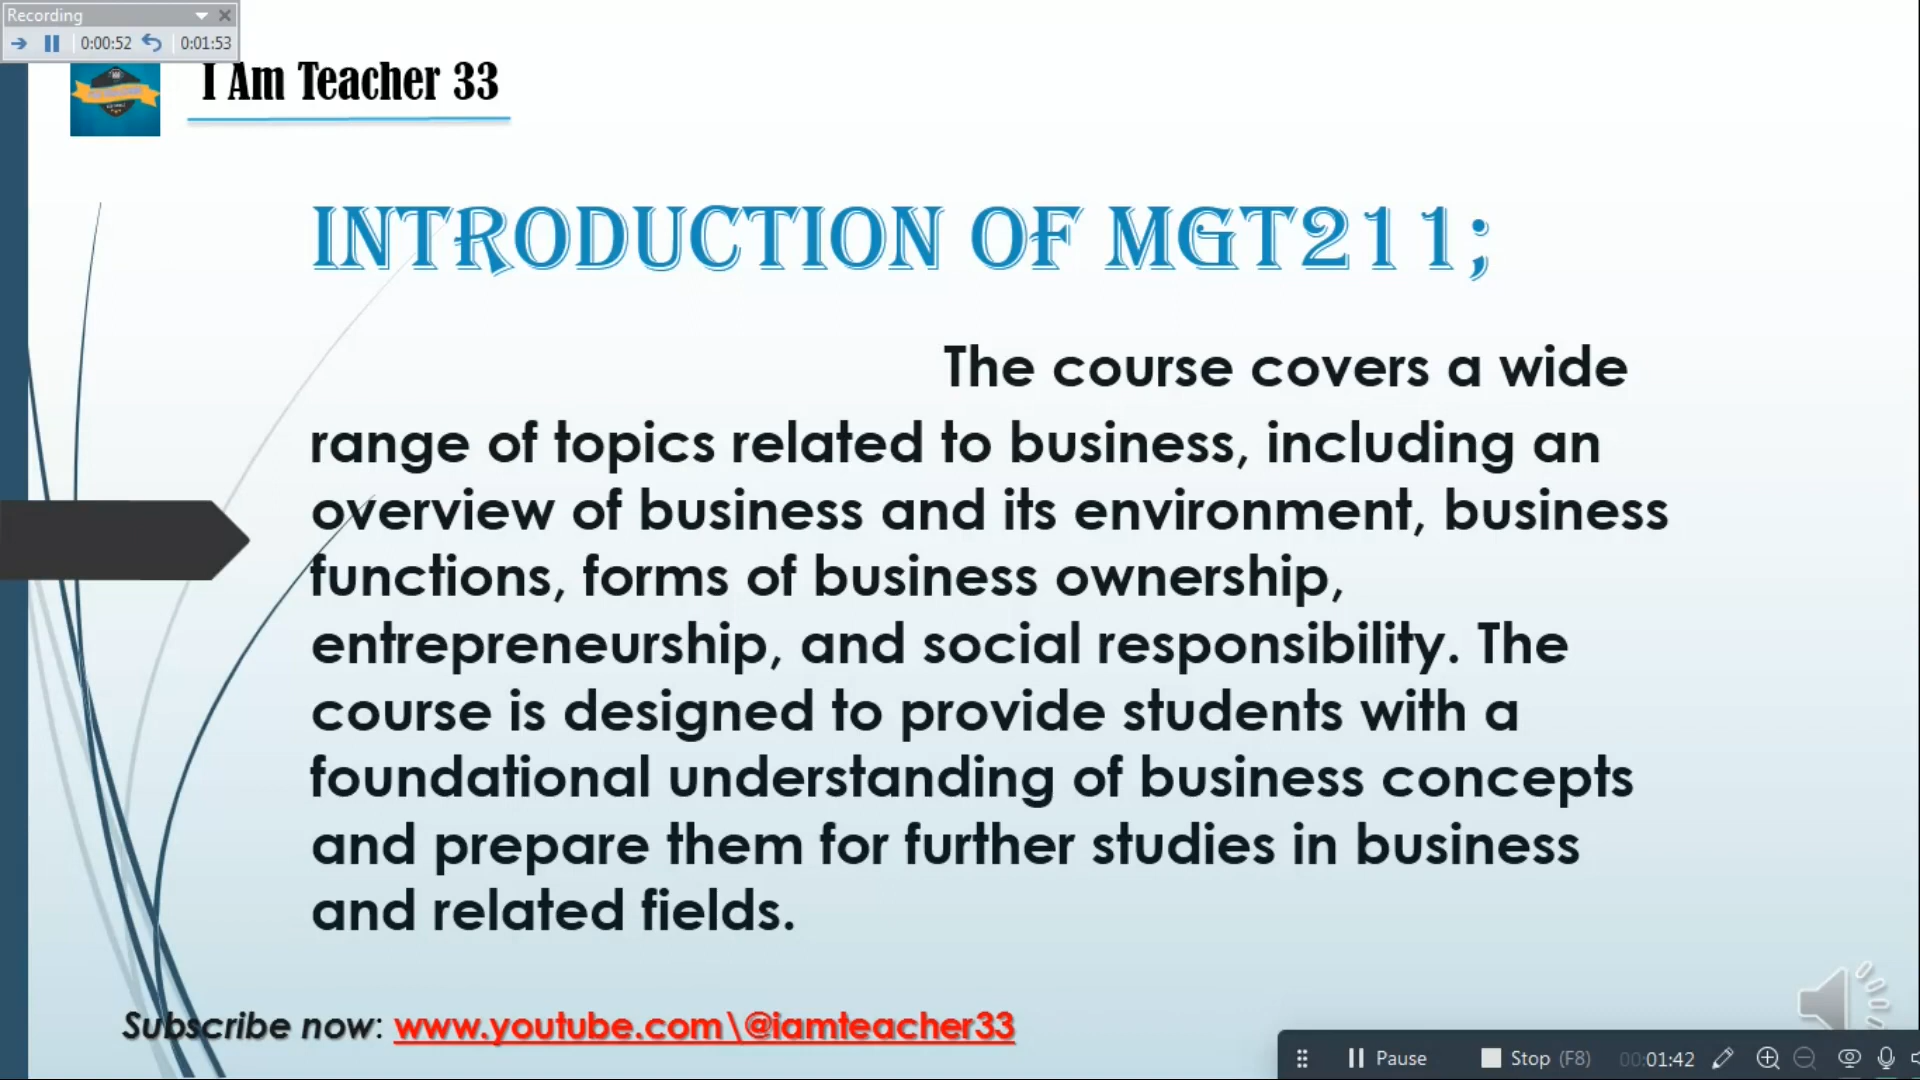 Recording
0:00:52 0:01:53
I Am Teacher 33
INTRODUCTION OF MGT211;
The course covers a wide
range of topics related to business, including an
overview of business and its environment, business
functions, forms of business ownership,
entrepreneurship, and social responsibility. The
course is designed to provide students with a
foundational understanding of business concepts
and prepare them for further studies in business
and related fields.
Subscribe now: www.youtube.com\@iamteacher33
Pause Stop (F8) 00:01:42